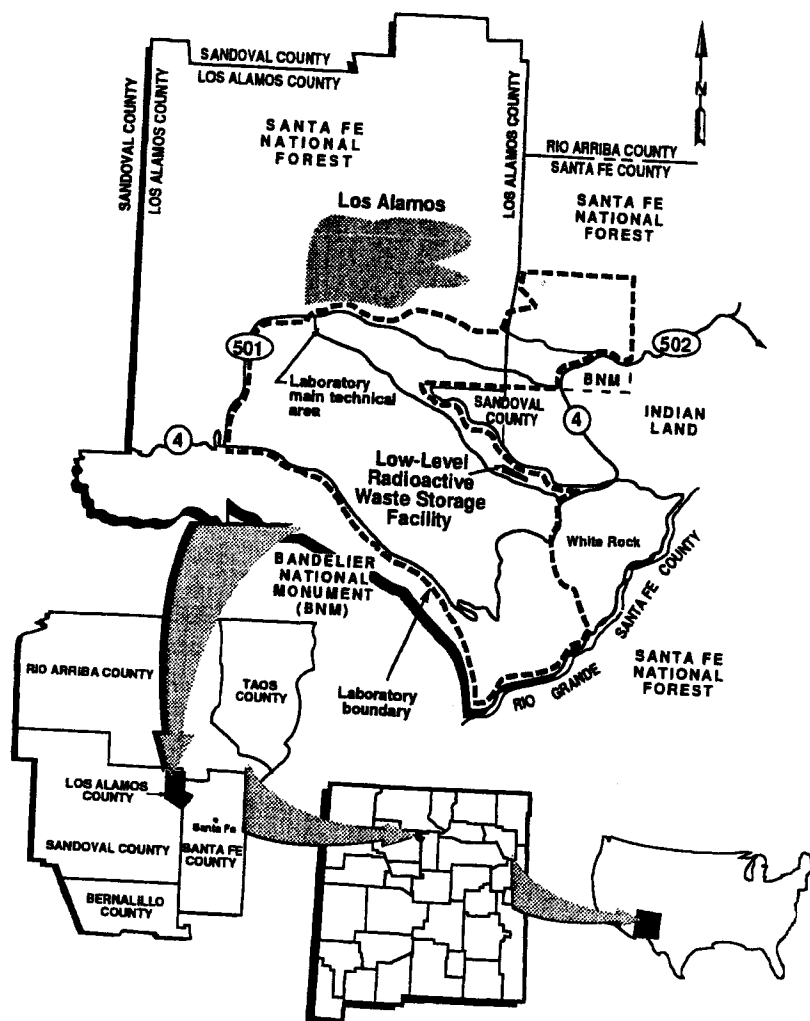 SANDOVAL COUNTY
LOS ALAMOS COUNTY
SANDOVAL COUNTY
LOS ALAMOS COUNTY
SANTA FE
NATIONAL
FOREST
LOS ALAMOS COUNTY
N
RIO ARRIBA COUNTY
SANTA FE COUNTY
SANTA FE
NATIONAL
FOREST
Los Alamos
501
502
Laboratory
main technical
area
BNM
SANDOVAL
COUNTY
4
INDIAN
LAND
4
Low-Level
Radioactive
Waste Storage
Facility
White Rock
BANDELIER
NATIONAL
MONUMENT
(BNM)
SANTA FE COUNTY
RIO GRANDE
SANTA FE
NATIONAL
FOREST
Laboratory
boundary
RIO ARRIBA COUNTY
TAOS
COUNTY
LOS ALAMOS
COUNTY
Santa Fe
SANDOVAL COUNTY
SANTA FE
COUNTY
BERNALILLO
COUNTY